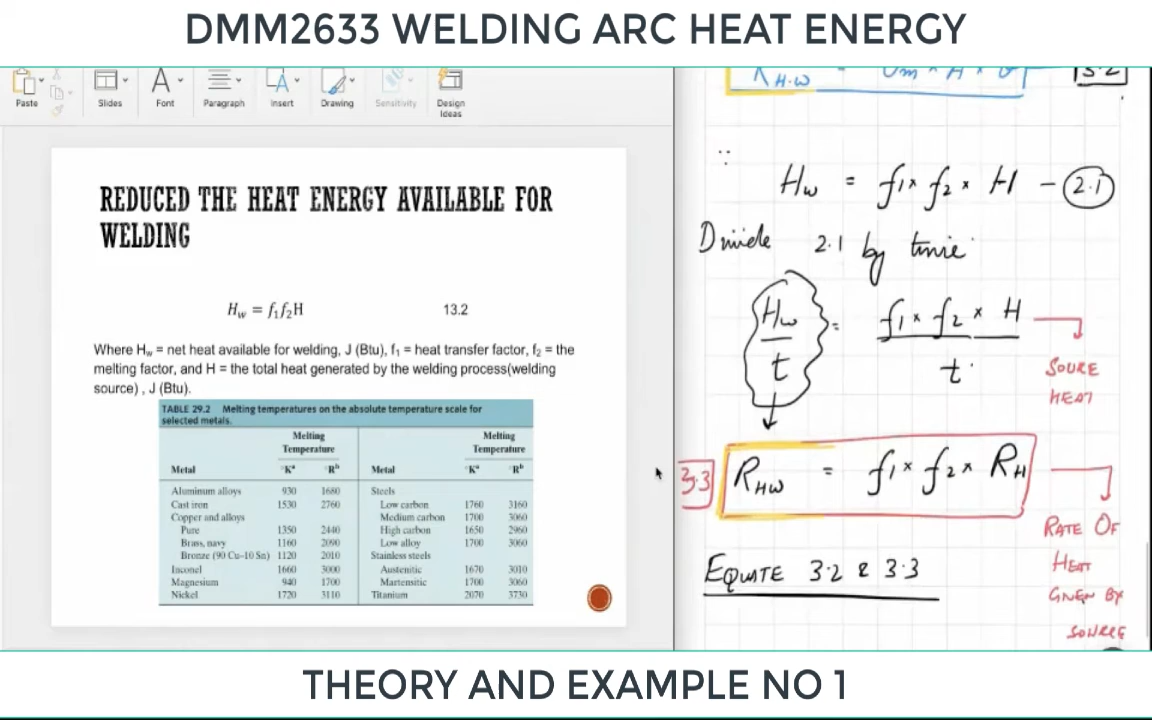 DMM2633 WELDING ARC HEAT ENERGY
Paste
Slides
Font
Paragraph
Insert
Drawing
Sensitivity
Design
Ideas
REDUCED THE HEAT ENERGY AVAILABLE FOR
WELDING
Hw = f1f2H 13.2
Where Hw = net heat available for welding, J (Btu), f1 = heat transfer factor, f2 = the
melting factor, and H = the total heat generated by the welding process(welding
source) , J (Btu).
TABLE 29.2 Melting temperatures on the absolute temperature scale for
selected metals.
Melting Melting
Temperature Temperature
Metal °Kª °Rᵇ Metal °Kª °Rᵇ
Aluminum alloys 930 1680 Steels
Cast iron 1530 2760 Low carbon 1760 3160
Copper and alloys Medium carbon 1700 3060
Pure 1350 2440 High carbon 1650 2960
Brass, navy 1160 2090 Low alloy 1700 3060
Bronze (90 Cu–10 Sn) 1120 2010 Stainless steels
Inconel 1660 3000 Austenitic 1670 3010
Magnesium 940 1700 Martensitic 1700 3060
Nickel 1720 3110 Titanium 2070 3730
∵
Hw = f1 × f2 × H – 2.1
Divide 2.1 by time
Hw = f1 × f2 × H
t t
SOURE
HEAT
3.3 RHW = f1 × f2 × RH
RATE OF
HEAT
GIVEN BY
SOURCE
EQUATE 3.2 & 3.3
THEORY AND EXAMPLE NO 1